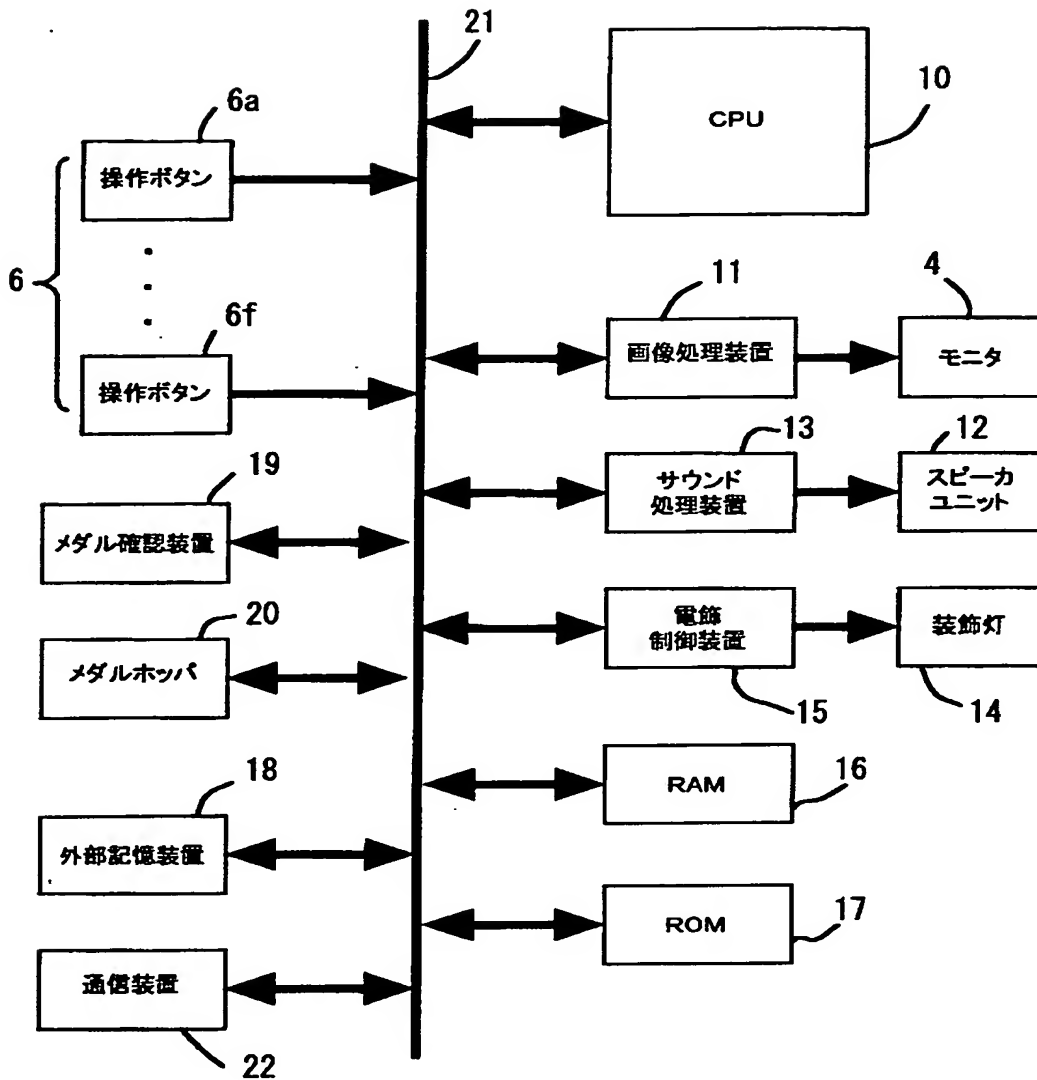 21
CPU
10
6a
操作ボタン
6
6f
操作ボタン
11
画像処理装置
4
モニタ
13
サウンド
処理装置
12
スピーカ
ユニット
19
メダル確認装置
20
メダルホッパ
電飾
制御装置
15
装飾灯
14
18
外部記憶装置
RAM
16
ROM
17
通信装置
22